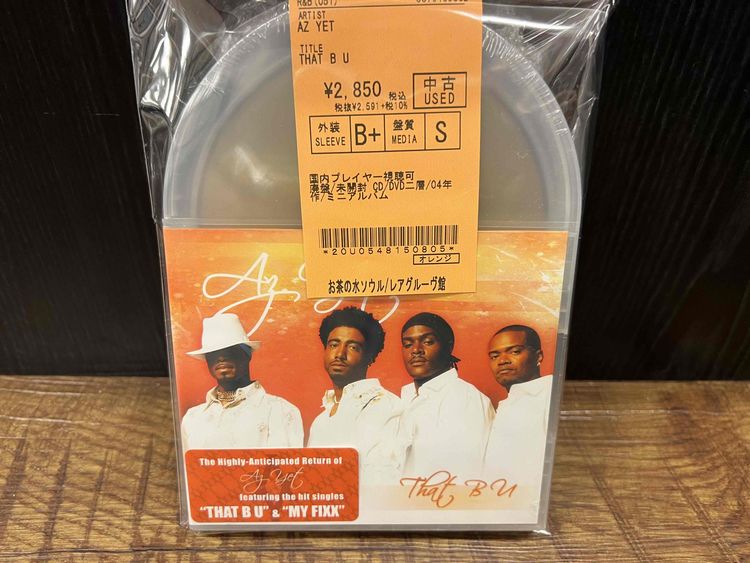 R&B(USA)
ARTIST
AZ YET
TITLE
THAT B U
¥2,850 税込
税抜¥2,591+税10%
中古
USED
外装
SLEEVE
B+
盤質
MEDIA
S
国内プレイヤー視聴可
廃盤/未開封 CD/DVD二層/04年
作/ミニアルバム
*20U0548150805*
オレンジ
お茶の水ソウル/レアグルーヴ館
Az Y
The Highly-Anticipated Return of
Az Yet
featuring the hit singles
"THAT B U" & "MY FIXX"
That B U